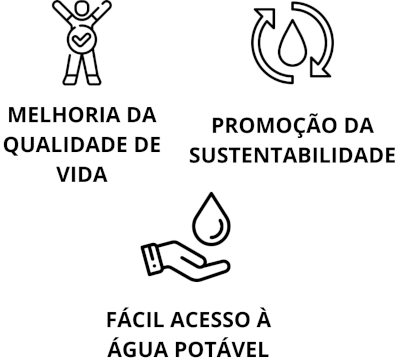 MELHORIA DA
QUALIDADE DE
VIDA
PROMOÇÃO DA
SUSTENTABILIDADE
FÁCIL ACESSO À
ÁGUA POTÁVEL